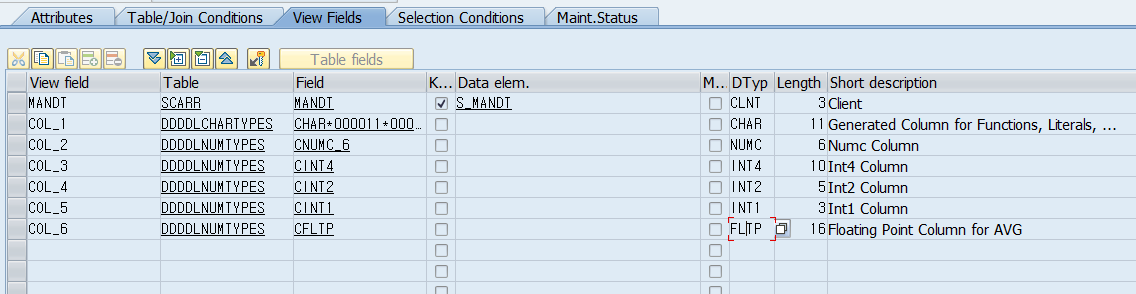 Attributes Table/Join Conditions View Fields Selection Conditions Maint.Status
Table fields
View field Table Field K... Data elem. M... DTyp Length Short description
MANDT SCARR MANDT S_MANDT CLNT 3 Client
COL_1 DDDDLCHARTYPES CHAR*000011*000... CHAR 11 Generated Column for Functions, Literals, ...
COL_2 DDDDLNUMTYPES CNUMC_6 NUMC 6 Numc Column
COL_3 DDDDLNUMTYPES CINT4 INT4 10 Int4 Column
COL_4 DDDDLNUMTYPES CINT2 INT2 5 Int2 Column
COL_5 DDDDLNUMTYPES CINT1 INT1 3 Int1 Column
COL_6 DDDDLNUMTYPES CFLTP FLTP 16 Floating Point Column for AVG